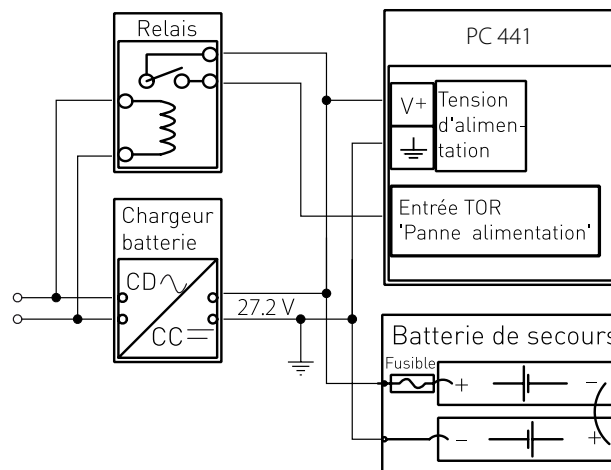 Relais
PC 441
V+
Tension
d'alimen-
tation
Entrée TOR
'Panne alimentation'
Chargeur
batterie
CD
CC
27.2 V
Batterie de secours
Fusible
+
−
−
+